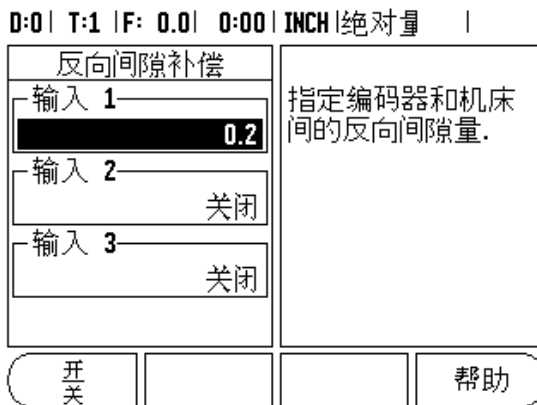 D:0 | T:1 | F: 0.0 | 0:00 | INCH | 绝对量 |
反向间隙补偿
输入 1
0.2
输入 2
关闭
输入 3
关闭
指定编码器和机床
间的反向间隙量.
开
关
帮助